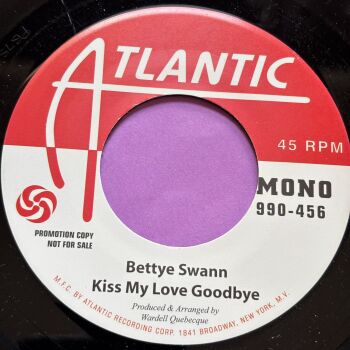 ATLANTIC
45 RPM
MONO
990-456
PROMOTION COPY
NOT FOR SALE
Bettye Swann
Kiss My Love Goodbye
Produced & Arranged by
Wardell Quebecque
M.F.C. BY ATLANTIC RECORDING CORP. 1841 BROADWAY, NEW YORK, M.V.